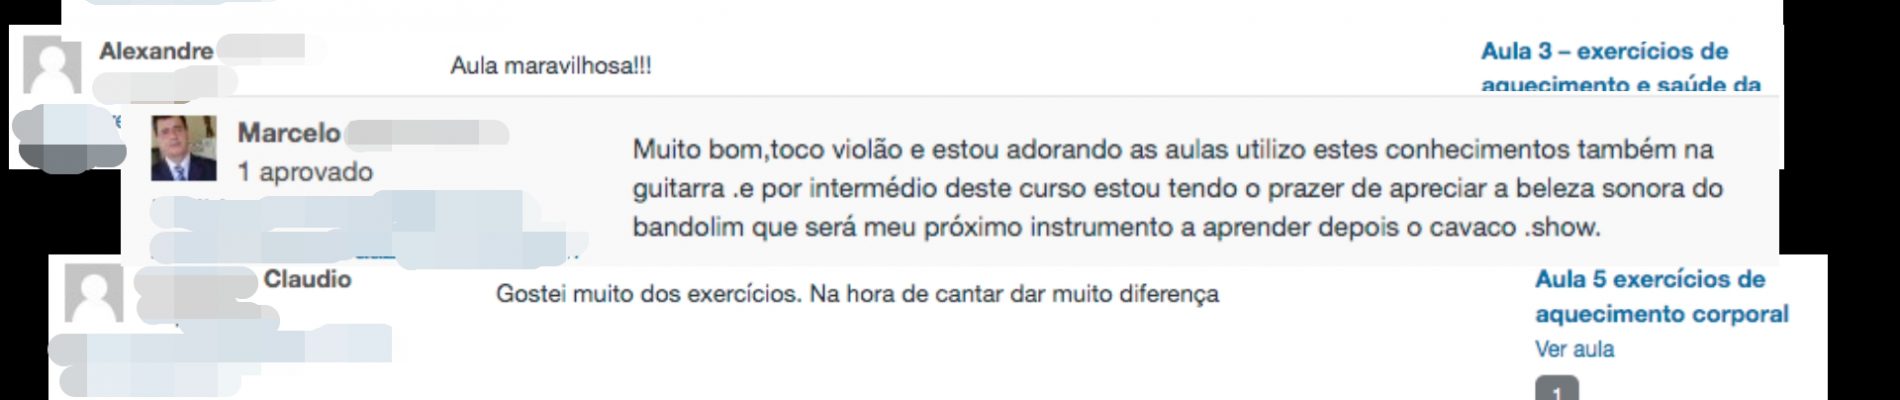 Alexandre
Aula maravilhosa!!!
Aula 3 – exercícios de
aquecimento e saúde da
Marcelo
1 aprovado
Muito bom,toco violão e estou adorando as aulas utilizo estes conhecimentos também na
guitarra .e por intermédio deste curso estou tendo o prazer de apreciar a beleza sonora do
bandolim que será meu próximo instrumento a aprender depois o cavaco .show.
Claudio
Gostei muito dos exercícios. Na hora de cantar dar muito diferença
Aula 5 exercícios de
aquecimento corporal
Ver aula
1